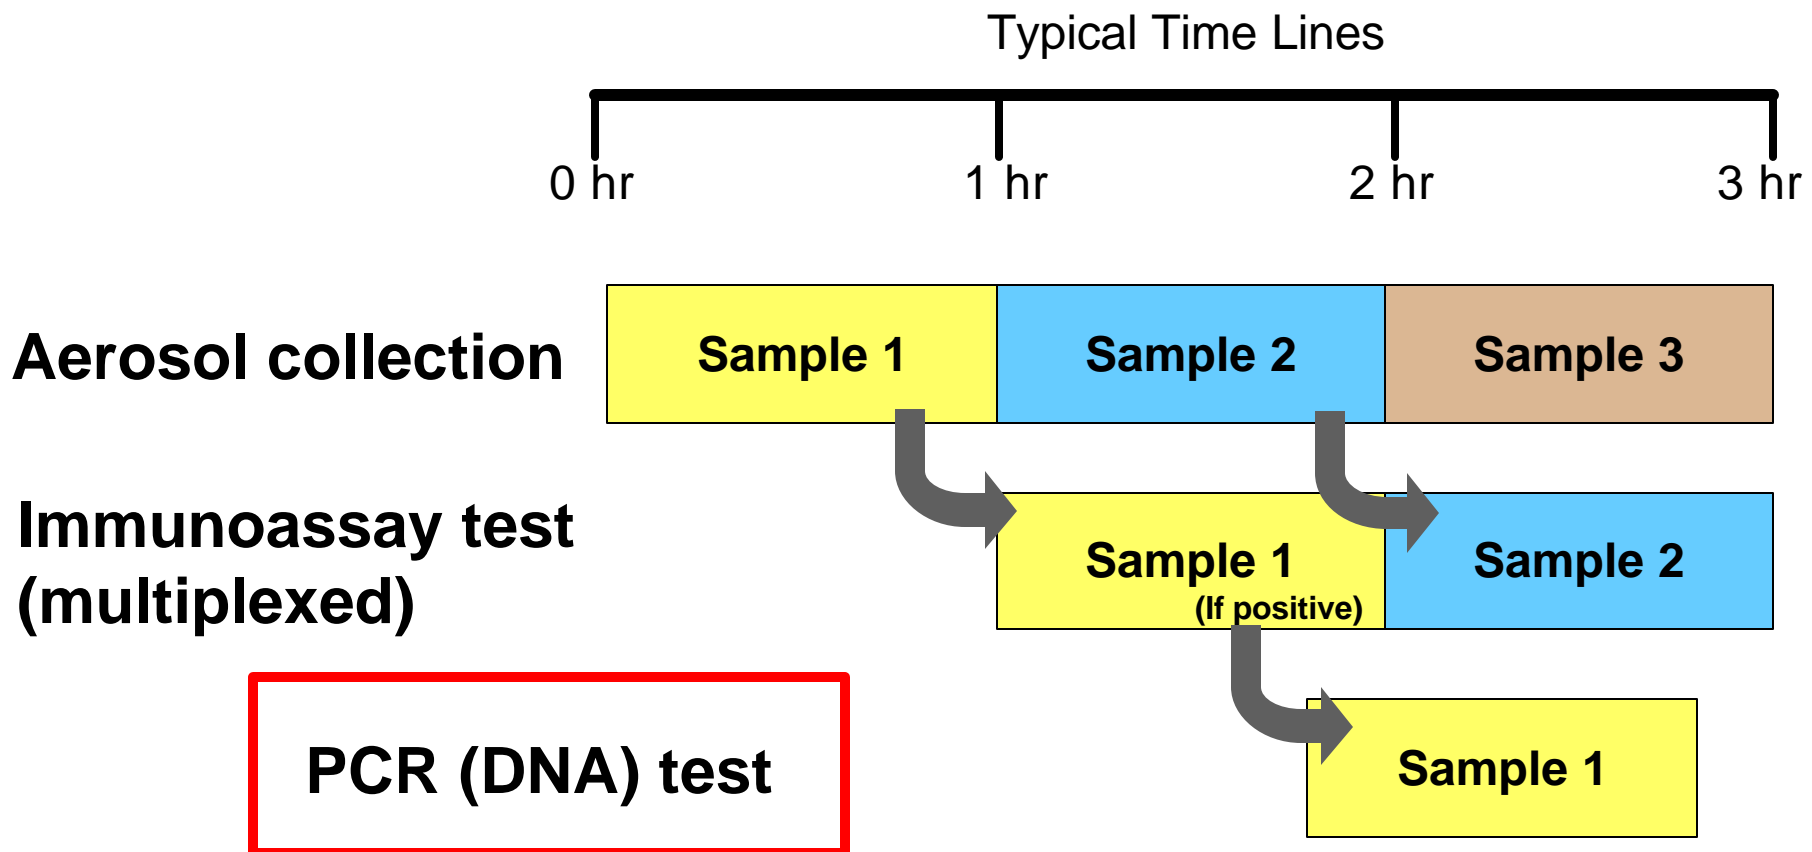 Typical Time Lines
0 hr
1 hr
2 hr
3 hr
Aerosol collection
Sample 1
Sample 2
Sample 3
Immunoassay test
(multiplexed)
Sample 1
(If positive)
Sample 2
PCR (DNA) test
Sample 1